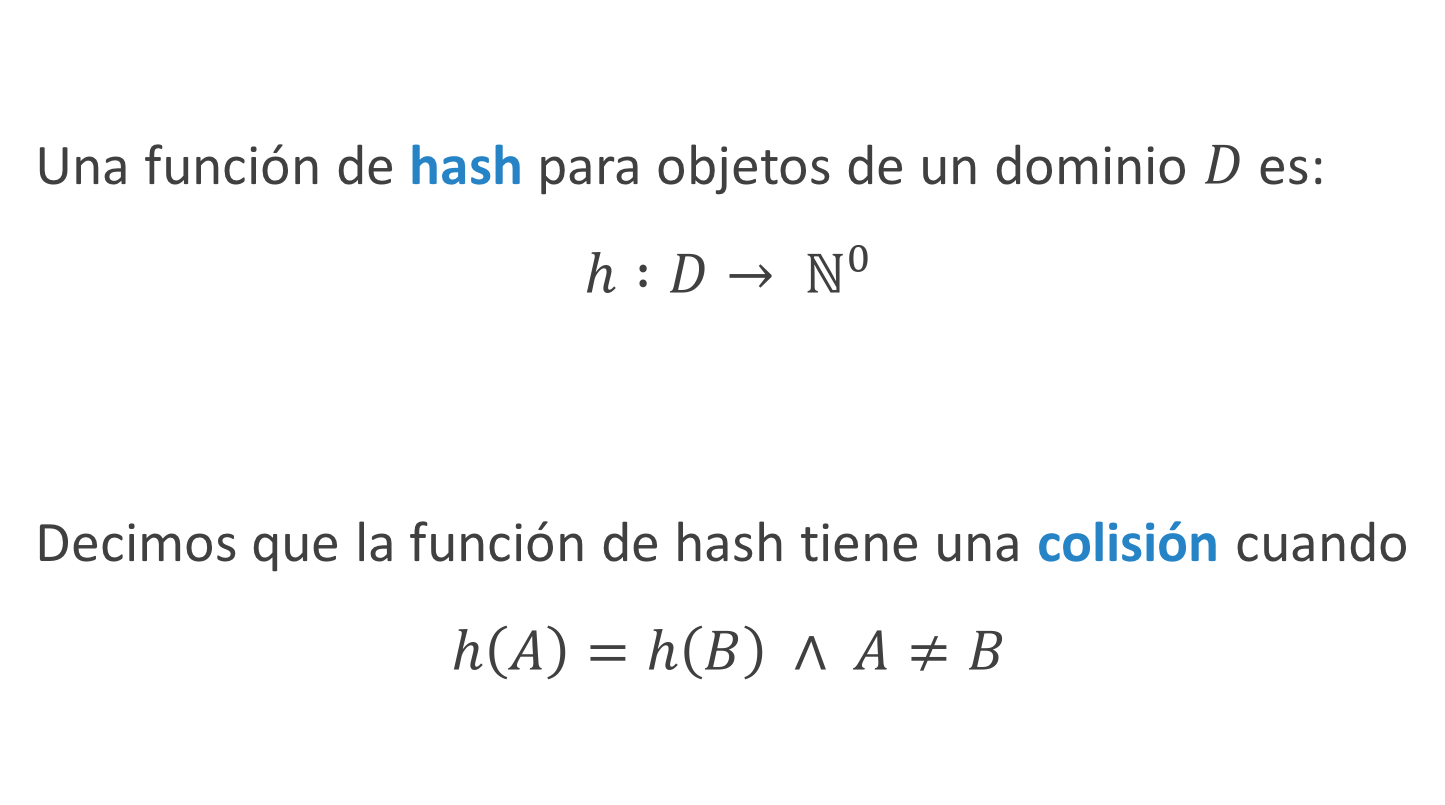 Una función de hash para objetos de un dominio 𝐷 es:
ℎ : 𝐷 → ℕ⁰
Decimos que la función de hash tiene una colisión cuando
ℎ(𝐴) = ℎ(𝐵) ∧ 𝐴 ≠ 𝐵